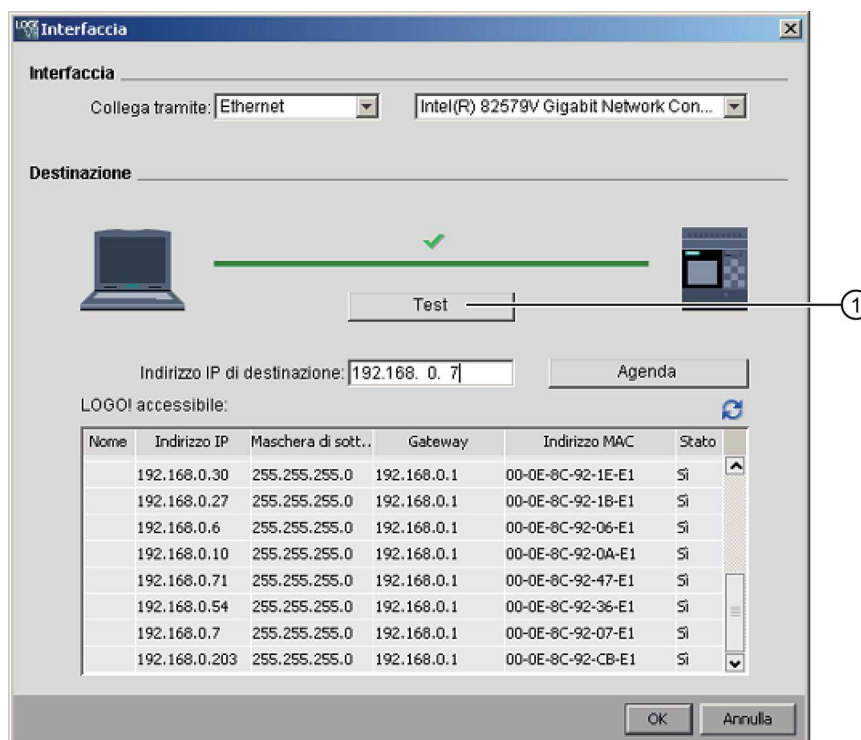 Interfaccia
Interfaccia
Collega tramite: Ethernet Intel(R) 82579V Gigabit Network Con...
Destinazione
Test
1
Indirizzo IP di destinazione: 192.168. 0. 7
Agenda
LOGO! accessibile:
Nome Indirizzo IP Maschera di sott.. Gateway Indirizzo MAC Stato
192.168.0.30 255.255.255.0 192.168.0.1 00-0E-8C-92-1E-E1 Sì
192.168.0.27 255.255.255.0 192.168.0.1 00-0E-8C-92-1B-E1 Sì
192.168.0.6 255.255.255.0 192.168.0.1 00-0E-8C-92-06-E1 Sì
192.168.0.10 255.255.255.0 192.168.0.1 00-0E-8C-92-0A-E1 Sì
192.168.0.71 255.255.255.0 192.168.0.1 00-0E-8C-92-47-E1 Sì
192.168.0.54 255.255.255.0 192.168.0.1 00-0E-8C-92-36-E1 Sì
192.168.0.7 255.255.255.0 192.168.0.1 00-0E-8C-92-07-E1 Sì
192.168.0.203 255.255.255.0 192.168.0.1 00-0E-8C-92-CB-E1 Sì
OK Annulla